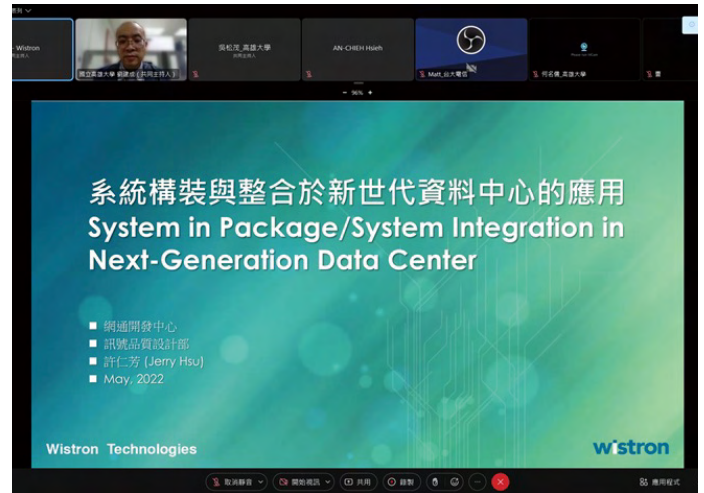 Wistron
國立高雄大學 劉建成 (共同主持人)
吳松茂_高雄大學
AN-CHIEH Hsieh
Matt_台大電信
何名倩_高雄大學
- 96% +
系統構裝與整合於新世代資料中心的應用
System in Package/System Integration in
Next-Generation Data Center
■ 網通開發中心
■ 訊號品質設計部
■ 許仁芳 (Jerry Hsu)
■ May, 2022
Wistron Technologies
wistron
取消靜音
開始視訊
共用
錄製
應用程式